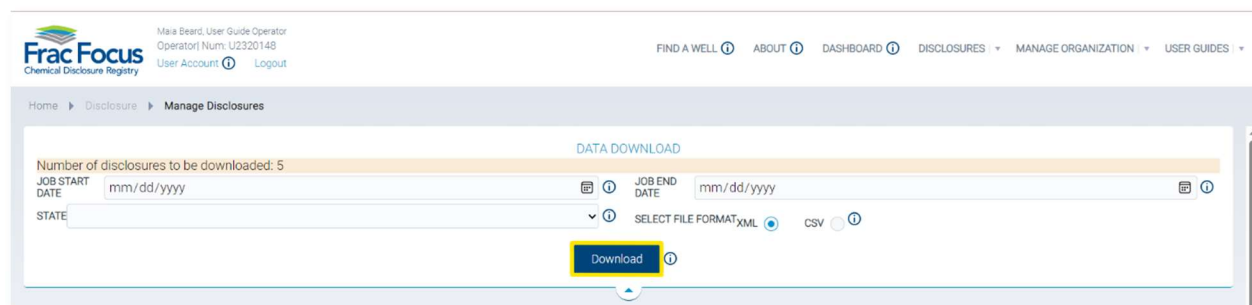 Maia Beard, User Guide Operator
Operator| Num: U2320148
User Account Logout
FracFocus
Chemical Disclosure Registry
FIND A WELL ABOUT DASHBOARD DISCLOSURES | MANAGE ORGANIZATION | USER GUIDES |
Home Disclosure Manage Disclosures
DATA DOWNLOAD
Number of disclosures to be downloaded: 5
JOB START DATE mm/dd/yyyy JOB END DATE mm/dd/yyyy
STATE SELECT FILE FORMAT XML CSV
Download